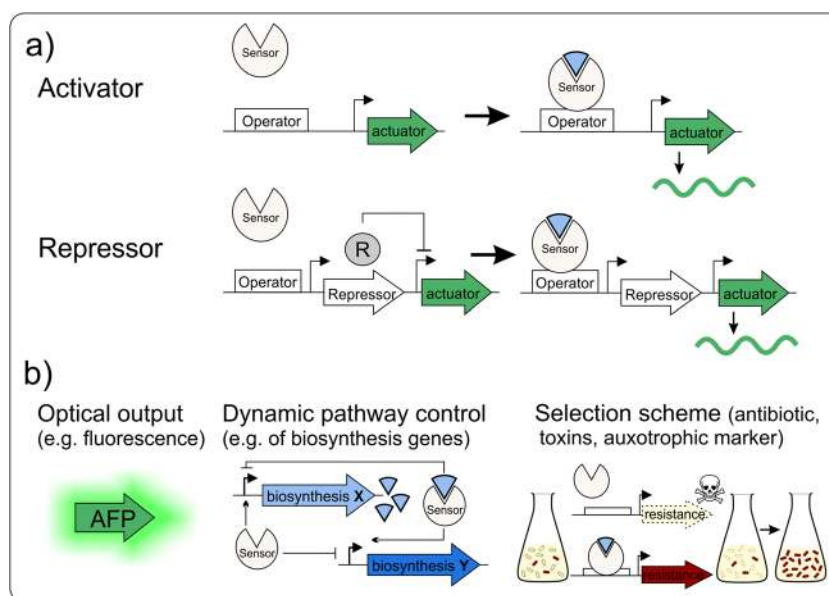 a)
Activator
Sensor
Operator
actuator
Sensor
Operator
actuator
Repressor
Sensor
R
Operator
Repressor
actuator
Sensor
Operator
Repressor
actuator
b)
Optical output
(e.g. fluorescence)
AFP
Dynamic pathway control
(e.g. of biosynthesis genes)
biosynthesis X
Sensor
Sensor
biosynthesis Y
Selection scheme (antibiotic,
toxins, auxotrophic marker)
resistance
resistance